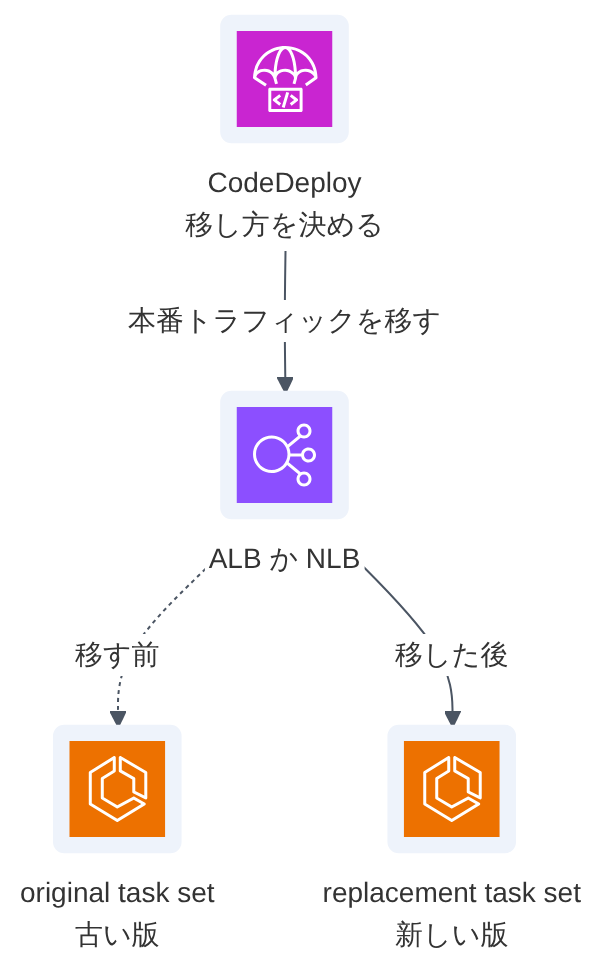 CodeDeploy
移し方を決める
本番トラフィックを移す
ALB か NLB
移す前
移した後
original task set
古い版
replacement task set
新しい版